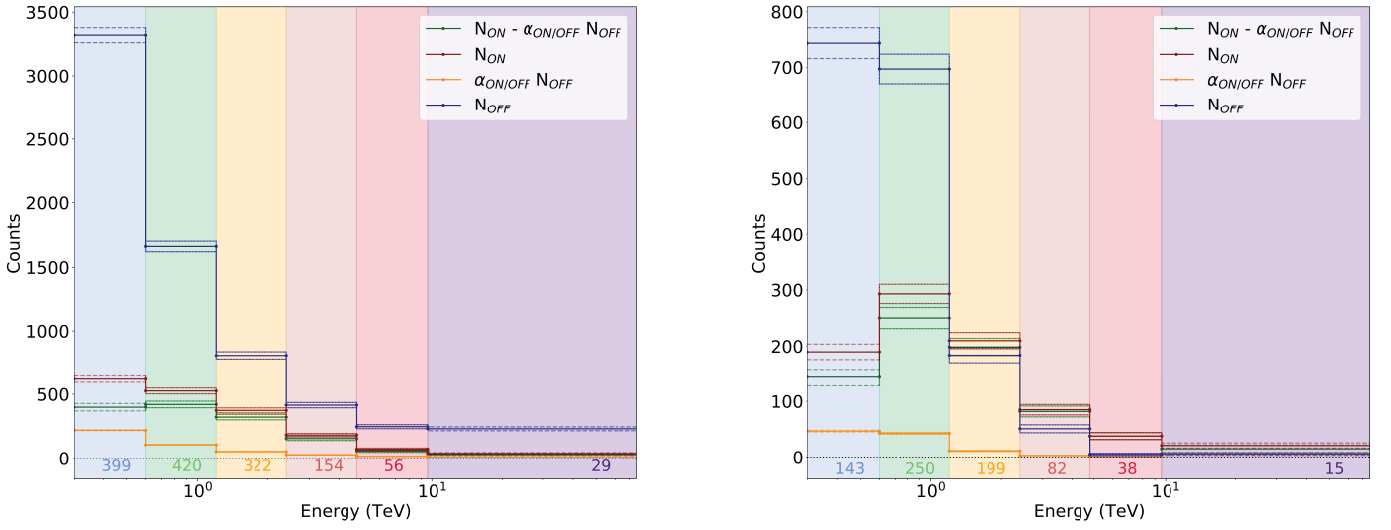 3500
3000
2500
2000
1500
1000
500
0
Counts
N_ON - α_ON/OFF N_OFF
N_ON
α_ON/OFF N_OFF
N_OFF
399 420 322 154 56 29
10^0 10^1
Energy (TeV)
800
700
600
500
400
300
200
100
0
Counts
N_ON - α_ON/OFF N_OFF
N_ON
α_ON/OFF N_OFF
N_OFF
143 250 199 82 38 15
10^0 10^1
Energy (TeV)